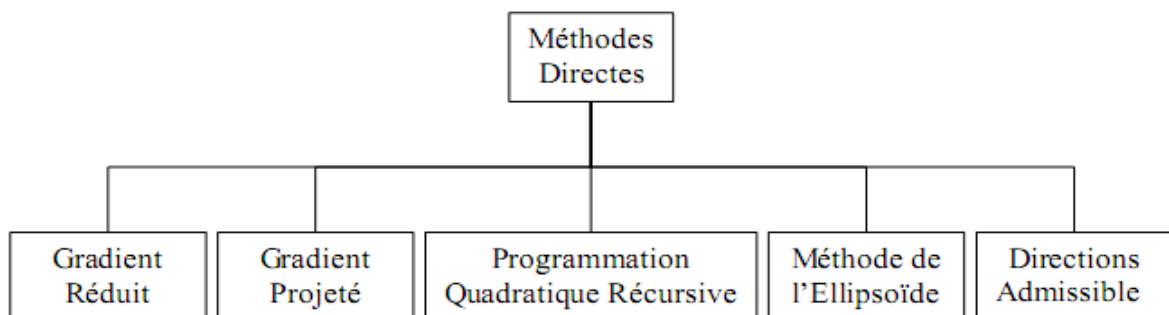 Méthodes
Directes
Gradient
Réduit
Gradient
Projeté
Programmation
Quadratique Récursive
Méthode de
l'Ellipsoïde
Directions
Admissible